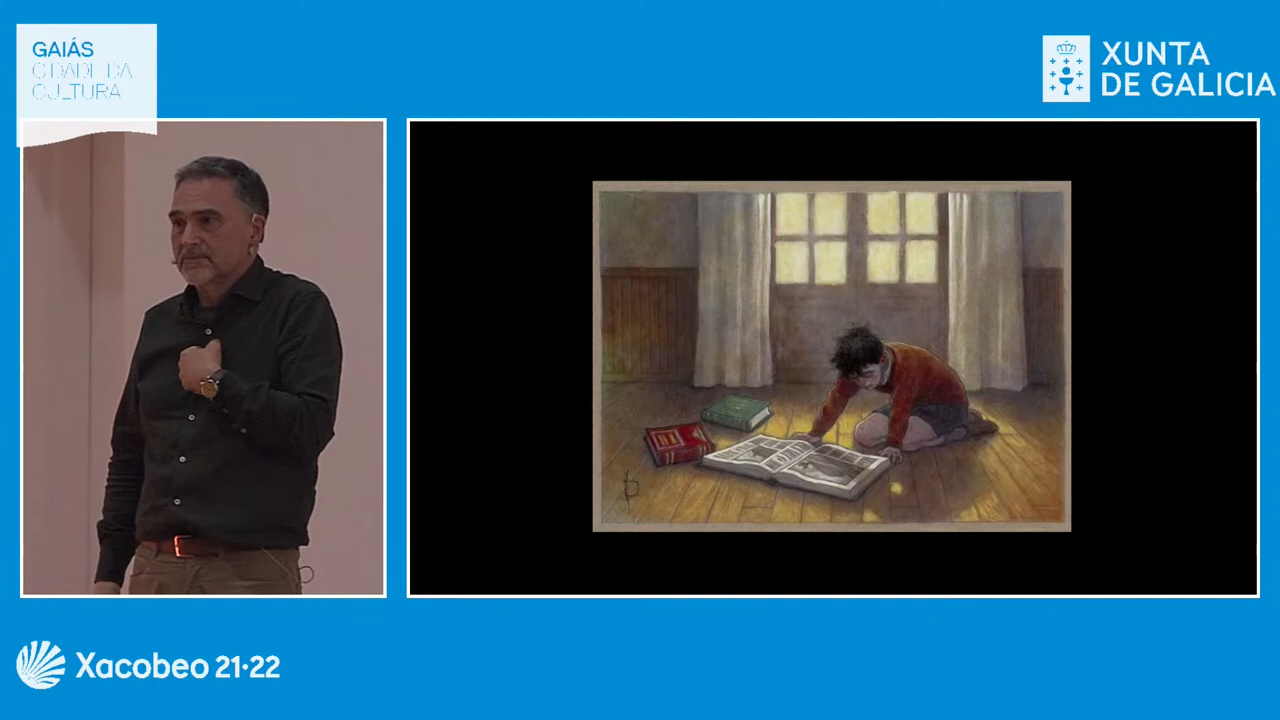 GAIÁS
CIDADE DA
CULTURA
XUNTA
DE GALICIA
Xacobeo 21·22